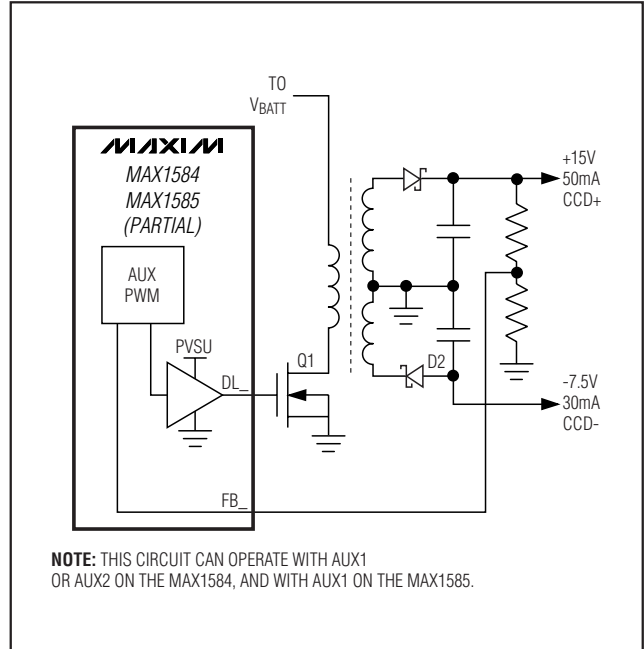 TO
VBATT
MAXIM
MAX1584
MAX1585
(PARTIAL)
AUX
PWM
PVSU
DL_
Q1
FB_
D2
+15V
50mA
CCD+
-7.5V
30mA
CCD-
NOTE: THIS CIRCUIT CAN OPERATE WITH AUX1
OR AUX2 ON THE MAX1584, AND WITH AUX1 ON THE MAX1585.